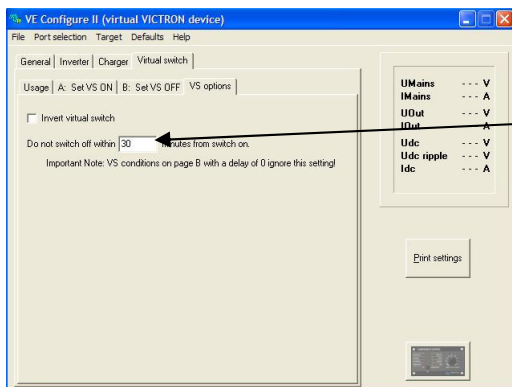 VE Configure II (virtual VICTRON device)
File Port selection Target Defaults Help
General Inverter Charger Virtual switch
Usage A: Set VS ON B: Set VS OFF VS options
Invert virtual switch
Do not switch off within 30 minutes from switch on.
Important Note: VS conditions on page B with a delay of 0 ignore this setting!
UMains --- V
IMains --- A
UOut --- V
IOut --- A
Udc --- V
Udc ripple --- V
Idc --- A
Print settings